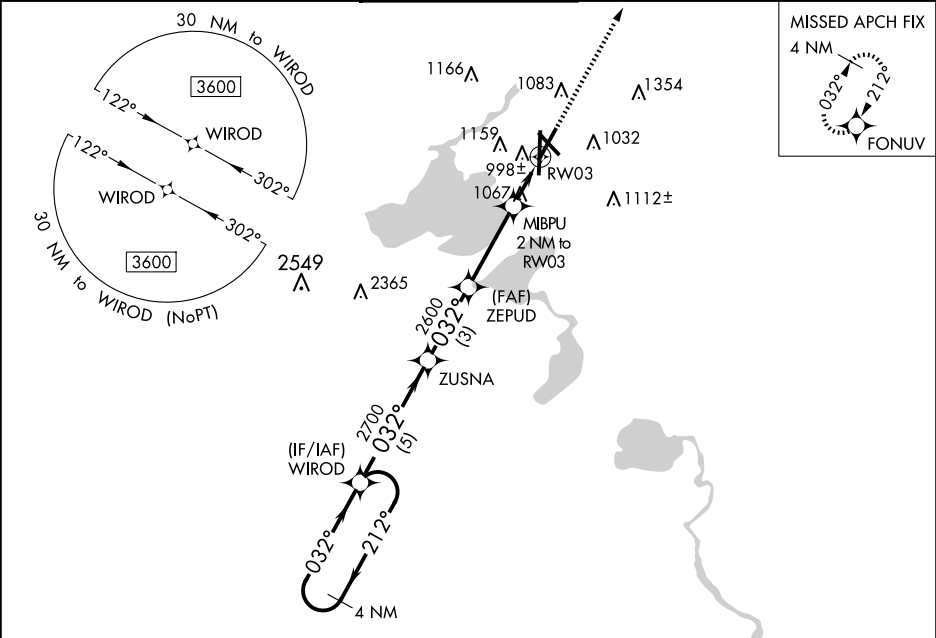 30 NM to WIROD
3600
122°
WIROD
302°
122°
WIROD
302°
3600
30 NM to WIROD (NoPT)
MISSED APCH FIX
4 NM
032°
212°
FONUV
1166
1083
1354
1159
1032
998±
RW03
1067
1112±
MIBPU
2 NM to
RW03
2549
2365
(FAF)
ZEPUD
2600
032°
(3)
ZUSNA
2700
032°
(5)
(IF/IAF)
WIROD
032°
212°
4 NM